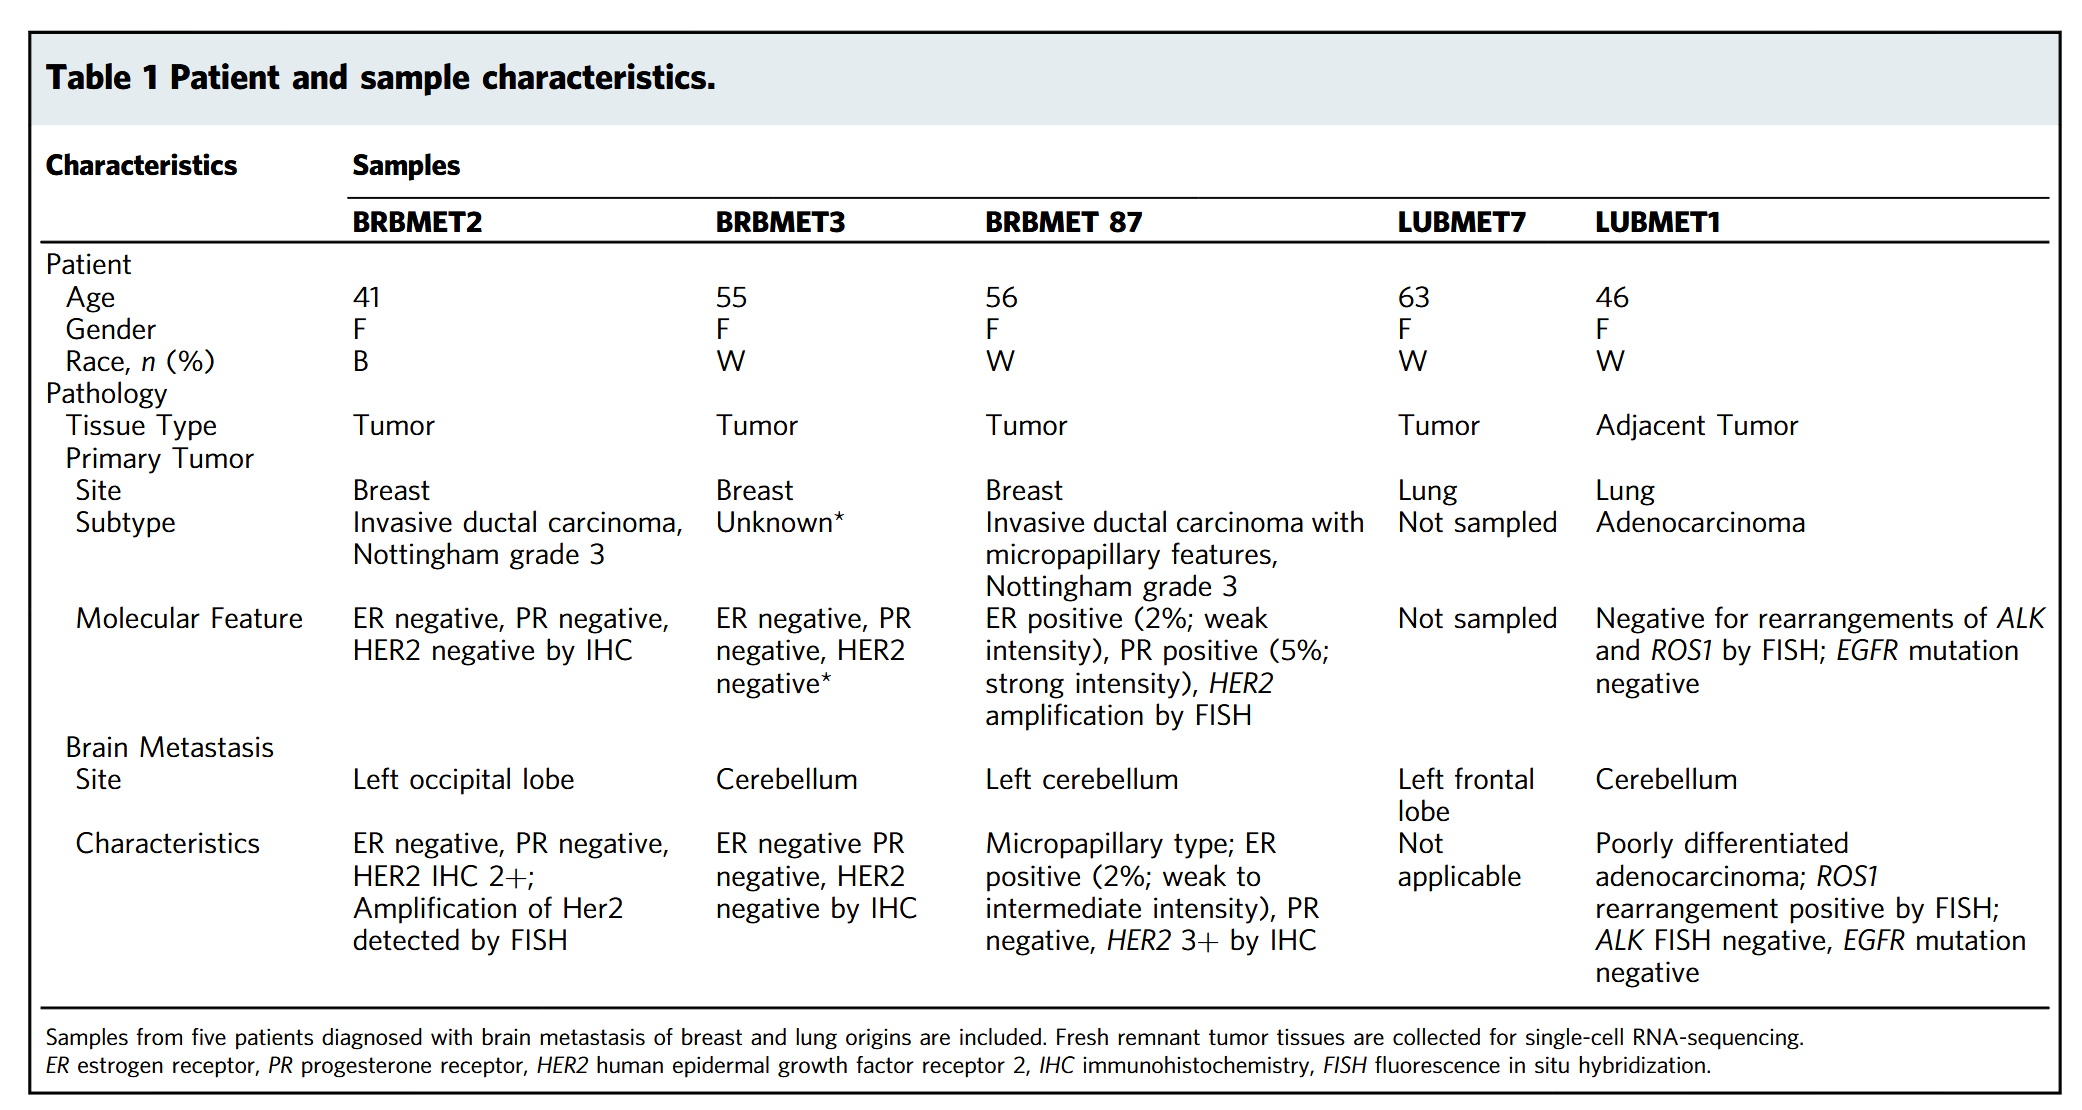 Table 1 Patient and sample characteristics.
Characteristics Samples
BRBMET2 BRBMET3 BRBMET 87 LUBMET7 LUBMET1
Patient
Age 41 55 56 63 46
Gender F F F F F
Race, n (%) B W W W W
Pathology
Tissue Type Tumor Tumor Tumor Tumor Adjacent Tumor
Primary Tumor
Site Breast Breast Breast Lung Lung
Subtype Invasive ductal carcinoma, Unknown* Invasive ductal carcinoma with Not sampled Adenocarcinoma
Nottingham grade 3 micropapillary features,
Nottingham grade 3
Molecular Feature ER negative, PR negative, ER negative, PR ER positive (2%; weak Not sampled Negative for rearrangements of ALK
HER2 negative by IHC negative, HER2 intensity), PR positive (5%; and ROS1 by FISH; EGFR mutation
negative* strong intensity), HER2 negative
amplification by FISH
Brain Metastasis
Site Left occipital lobe Cerebellum Left cerebellum Left frontal Cerebellum
lobe
Characteristics ER negative, PR negative, ER negative PR Micropapillary type; ER Not Poorly differentiated
HER2 IHC 2+; negative, HER2 positive (2%; weak to applicable adenocarcinoma; ROS1
Amplification of Her2 negative by IHC intermediate intensity), PR rearrangement positive by FISH;
detected by FISH negative, HER2 3+ by IHC ALK FISH negative, EGFR mutation
negative
Samples from five patients diagnosed with brain metastasis of breast and lung origins are included. Fresh remnant tumor tissues are collected for single-cell RNA-sequencing.
ER estrogen receptor, PR progesterone receptor, HER2 human epidermal growth factor receptor 2, IHC immunohistochemistry, FISH fluorescence in situ hybridization.